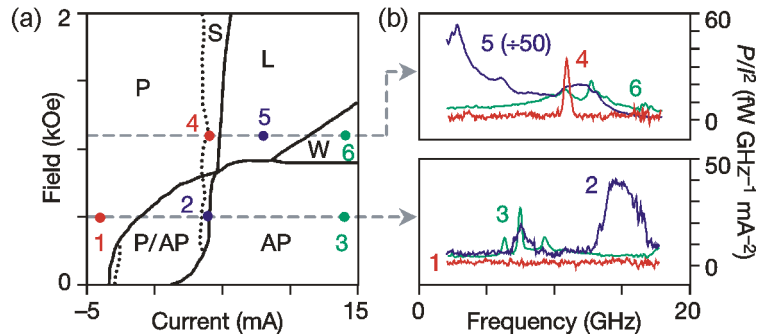 (a)
(b)
2
S
L
P
4
5
6
W
2
1
P/AP
AP
3
0
Field (kOe)
−5
5
15
Current (mA)
5 (÷50)
4
6
60
0
P/I² (fW GHz⁻¹ mA⁻²)
2
3
1
50
0
0
20
Frequency (GHz)